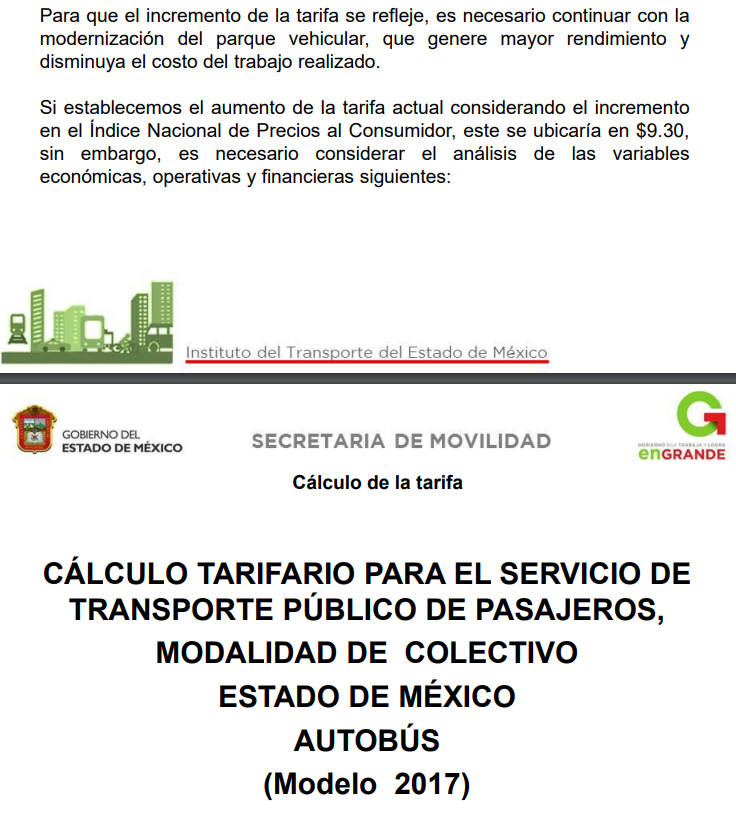 Para que el incremento de la tarifa se refleje, es necesario continuar con la
modernización del parque vehicular, que genere mayor rendimiento y
disminuya el costo del trabajo realizado.
Si establecemos el aumento de la tarifa actual considerando el incremento
en el Índice Nacional de Precios al Consumidor, este se ubicaría en $9.30,
sin embargo, es necesario considerar el análisis de las variables
económicas, operativas y financieras siguientes:
Instituto del Transporte del Estado de México
GOBIERNO DEL
ESTADO DE MÉXICO
SECRETARIA DE MOVILIDAD
GOBIERNO QUE TRABAJA Y LOGRA
enGRANDE
Cálculo de la tarifa
CÁLCULO TARIFARIO PARA EL SERVICIO DE
TRANSPORTE PÚBLICO DE PASAJEROS,
MODALIDAD DE COLECTIVO
ESTADO DE MÉXICO
AUTOBÚS
(Modelo 2017)